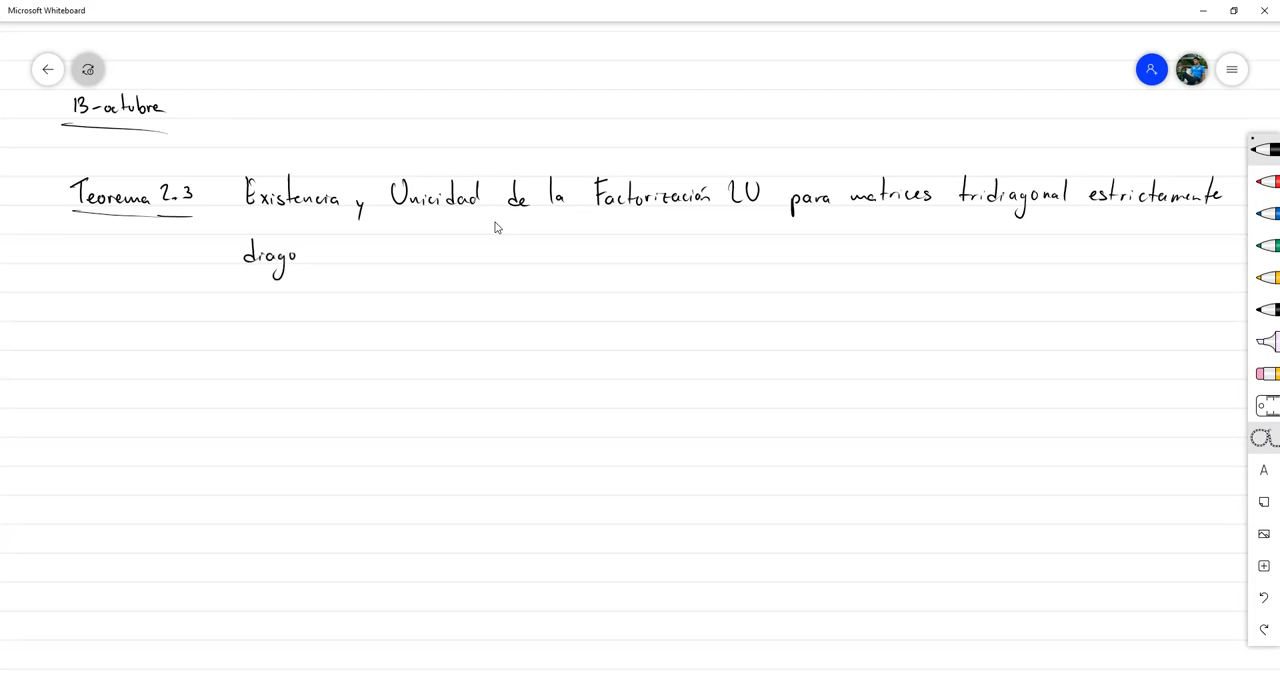 Microsoft Whiteboard
13-octubre
Teorema 2.3 Existencia y Unicidad de la Factorización LU para matrices tridiagonal estrictamente
diago
A